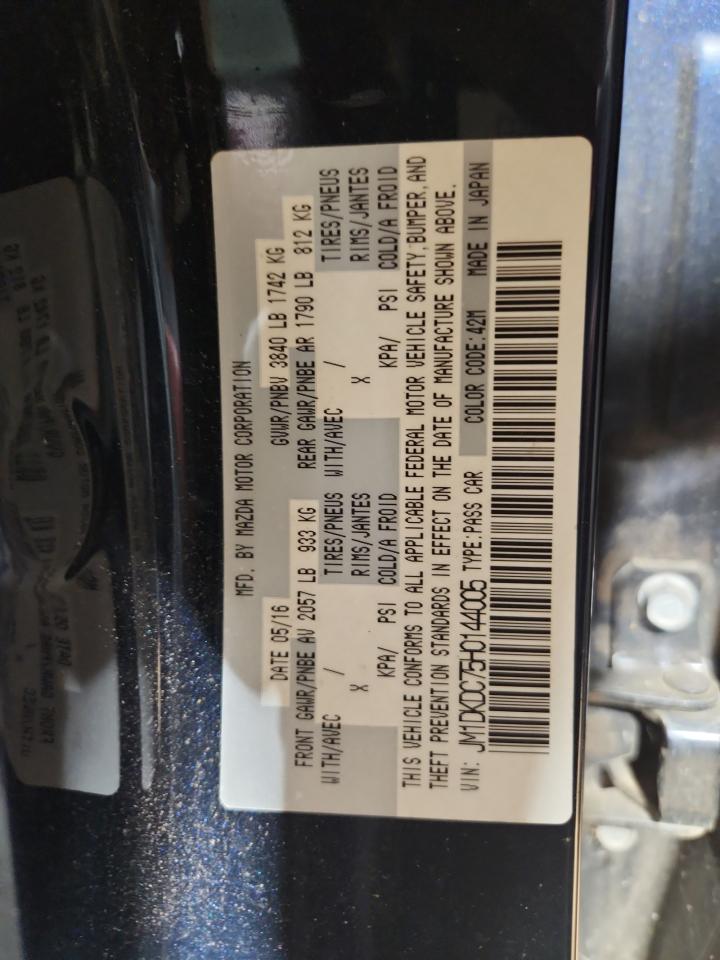 MFD. BY MAZDA MOTOR CORPORATION
DATE 05/16 GVWR/PNBV 3840 LB 1742 KG
FRONT GAWR/PNBE AV 2057 LB 933 KG REAR GAWR/PNBE AR 1790 LB 812 KG
WITH/AVEC / TIRES/PNEUS WITH/AVEC / TIRES/PNEUS
X RIMS/JANTES X RIMS/JANTES
KPA/ PSI COLD/A FROID KPA/ PSI COLD/A FROID
THIS VEHICLE CONFORMS TO ALL APPLICABLE FEDERAL MOTOR VEHICLE SAFETY, BUMPER, AND
THEFT PREVENTION STANDARDS IN EFFECT ON THE DATE OF MANUFACTURE SHOWN ABOVE.
VIN: JM1DKDC75H0144005 TYPE:PASS CAR COLOR CODE:42M MADE IN JAPAN